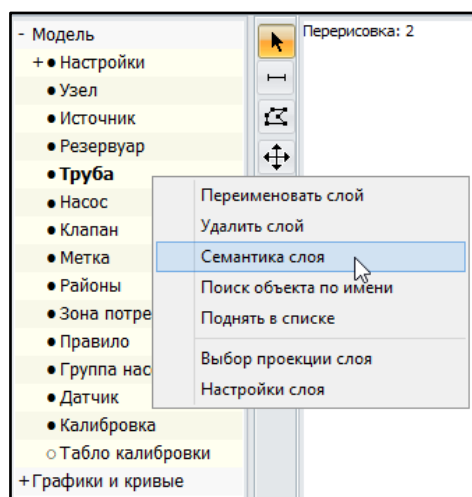 - Модель
+ Настройки
Узел
Источник
Резервуар
Труба
Насос
Клапан
Метка
Районы
Зона потре
Правило
Группа нас
Датчик
Калибровка
Табло калибровки
+ Графики и кривые
Перерисовка: 2
Переименовать слой
Удалить слой
Семантика слоя
Поиск объекта по имени
Поднять в списке
Выбор проекции слоя
Настройки слоя